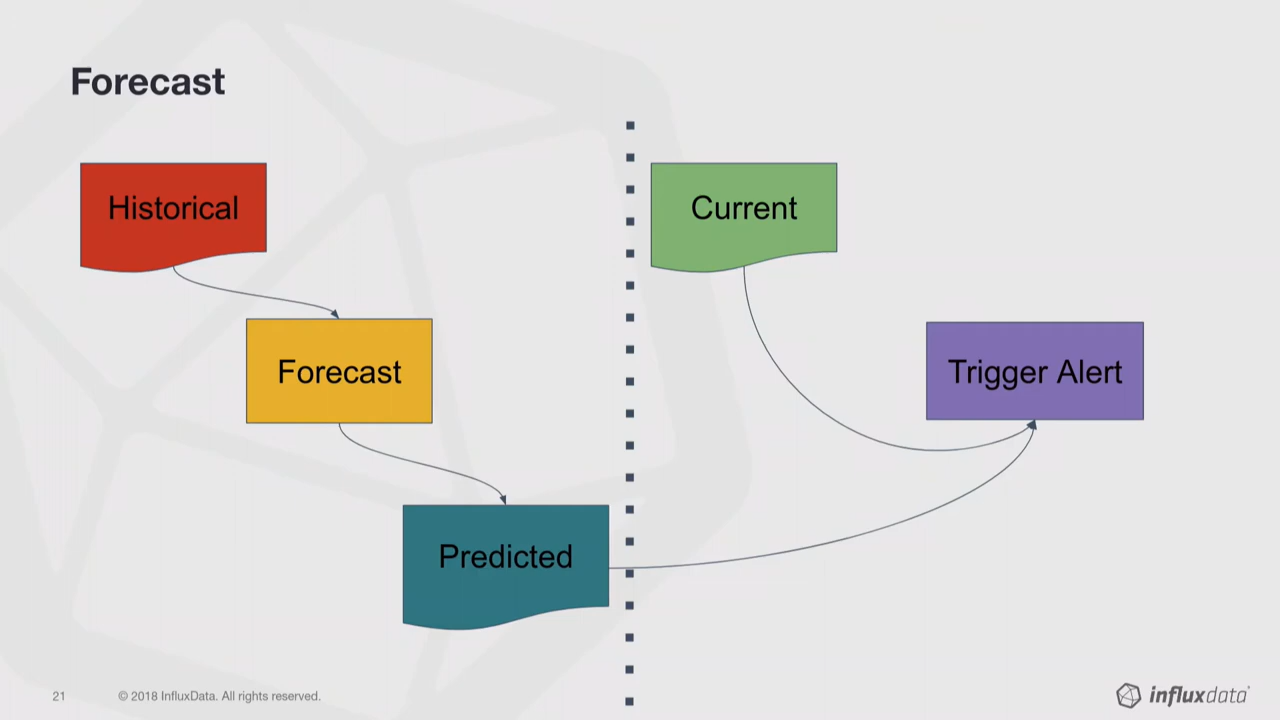 Forecast
Historical
Current
Forecast
Trigger Alert
Predicted
21
© 2018 InfluxData. All rights reserved.
influxdata